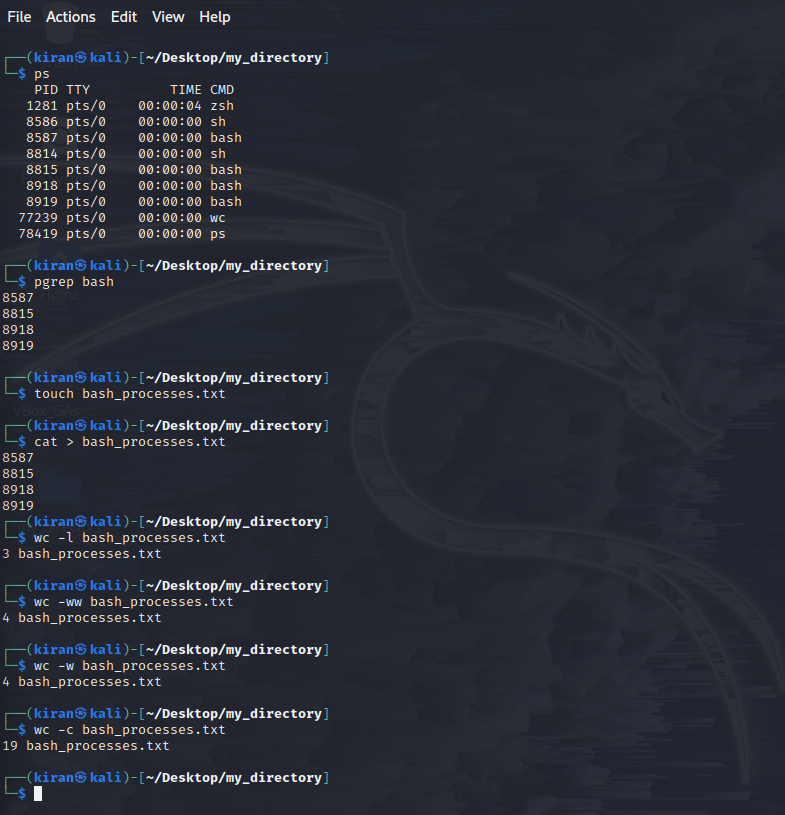 File Actions Edit View Help
┌──(kiran㉿kali)-[~/Desktop/my_directory]
└─$ ps
    PID TTY          TIME CMD
   1281 pts/0    00:00:04 zsh
   8586 pts/0    00:00:00 sh
   8587 pts/0    00:00:00 bash
   8814 pts/0    00:00:00 sh
   8815 pts/0    00:00:00 bash
   8918 pts/0    00:00:00 bash
   8919 pts/0    00:00:00 bash
  77239 pts/0    00:00:00 wc
  78419 pts/0    00:00:00 ps
┌──(kiran㉿kali)-[~/Desktop/my_directory]
└─$ pgrep bash
8587 Home
8815
8918
8919
┌──(kiran㉿kali)-[~/Desktop/my_directory]
└─$ touch bash_processes.txt
VBox_GAs_...
┌──(kiran㉿kali)-[~/Desktop/my_directory]
└─$ cat > bash_processes.txt
8587
8815
8918
8919
┌──(kiran㉿kali)-[~/Desktop/my_directory]
└─$ wc -l bash_processes.txt
3 bash_processes.txt
┌──(kiran㉿kali)-[~/Desktop/my_directory]
└─$ wc -ww bash_processes.txt
4 bash_processes.txt
┌──(kiran㉿kali)-[~/Desktop/my_directory]
└─$ wc -w bash_processes.txt
4 bash_processes.txt
┌──(kiran㉿kali)-[~/Desktop/my_directory]
└─$ wc -c bash_processes.txt
19 bash_processes.txt
┌──(kiran㉿kali)-[~/Desktop/my_directory]
└─$